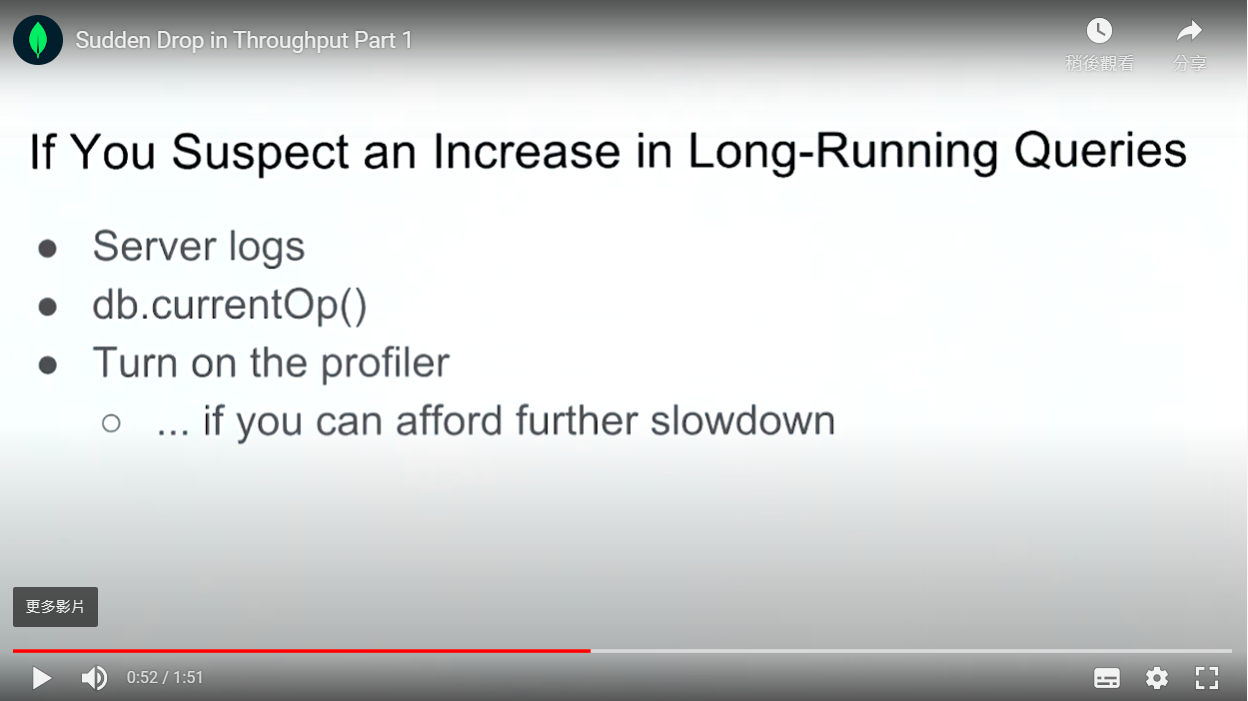 Sudden Drop in Throughput Part 1
稍後觀看
分享
If You Suspect an Increase in Long-Running Queries
● Server logs
● db.currentOp()
● Turn on the profiler
○ ... if you can afford further slowdown
更多影片
0:52 / 1:51